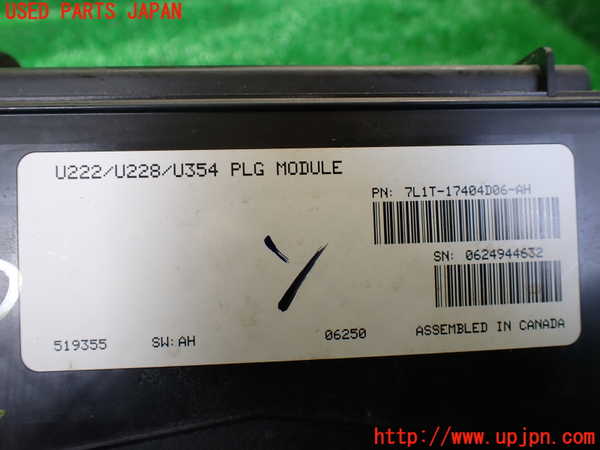 USED PARTS JAPAN
U222/U228/U354 PLG MODULE
PN: 7L1T-17404D06-AH
SN: 0624944632
519355 SW:AH 06250 ASSEMBLED IN CANADA
http://www.upjpn.com/